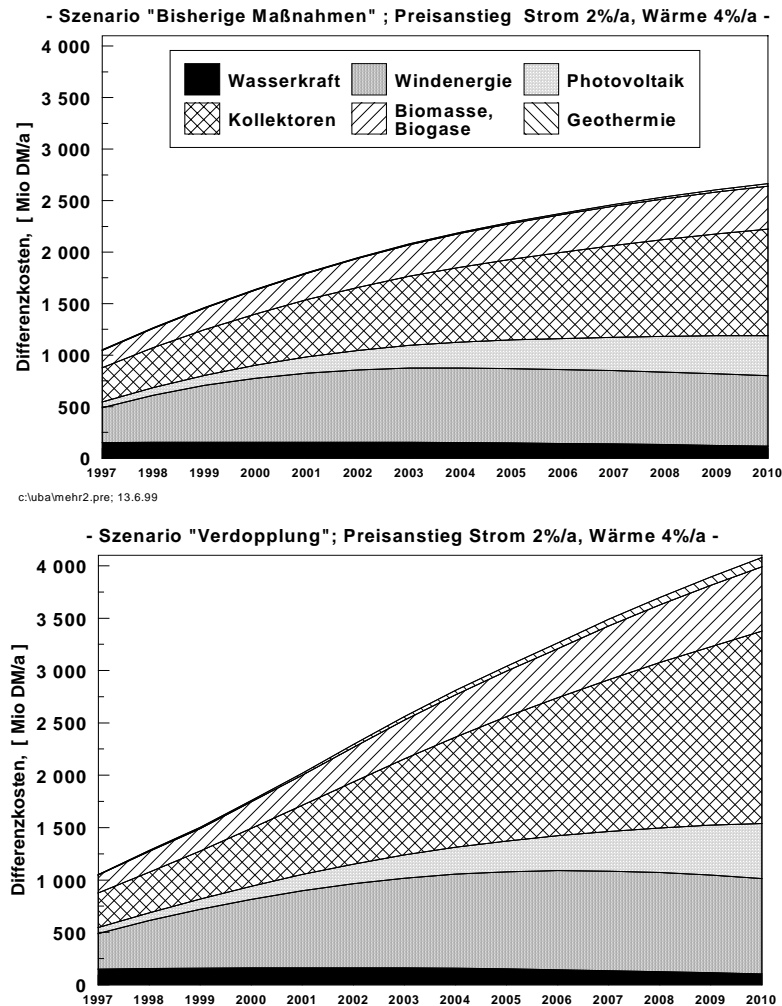 - Szenario "Bisherige Maßnahmen" ; Preisanstieg Strom 2%/a, Wärme 4%/a -
Differenzkosten, [ Mio DM/a ]
4 000
3 500
3 000
2 500
2 000
1 500
1 000
500
0
Wasserkraft Windenergie Photovoltaik
Kollektoren Biomasse, Biogase Geothermie
1997 1998 1999 2000 2001 2002 2003 2004 2005 2006 2007 2008 2009 2010
c:\uba\mehr2.pre; 13.6.99
- Szenario "Verdopplung"; Preisanstieg Strom 2%/a, Wärme 4%/a -
Differenzkosten, [ Mio DM/a ]
4 000
3 500
3 000
2 500
2 000
1 500
1 000
500
0
1997 1998 1999 2000 2001 2002 2003 2004 2005 2006 2007 2008 2009 2010